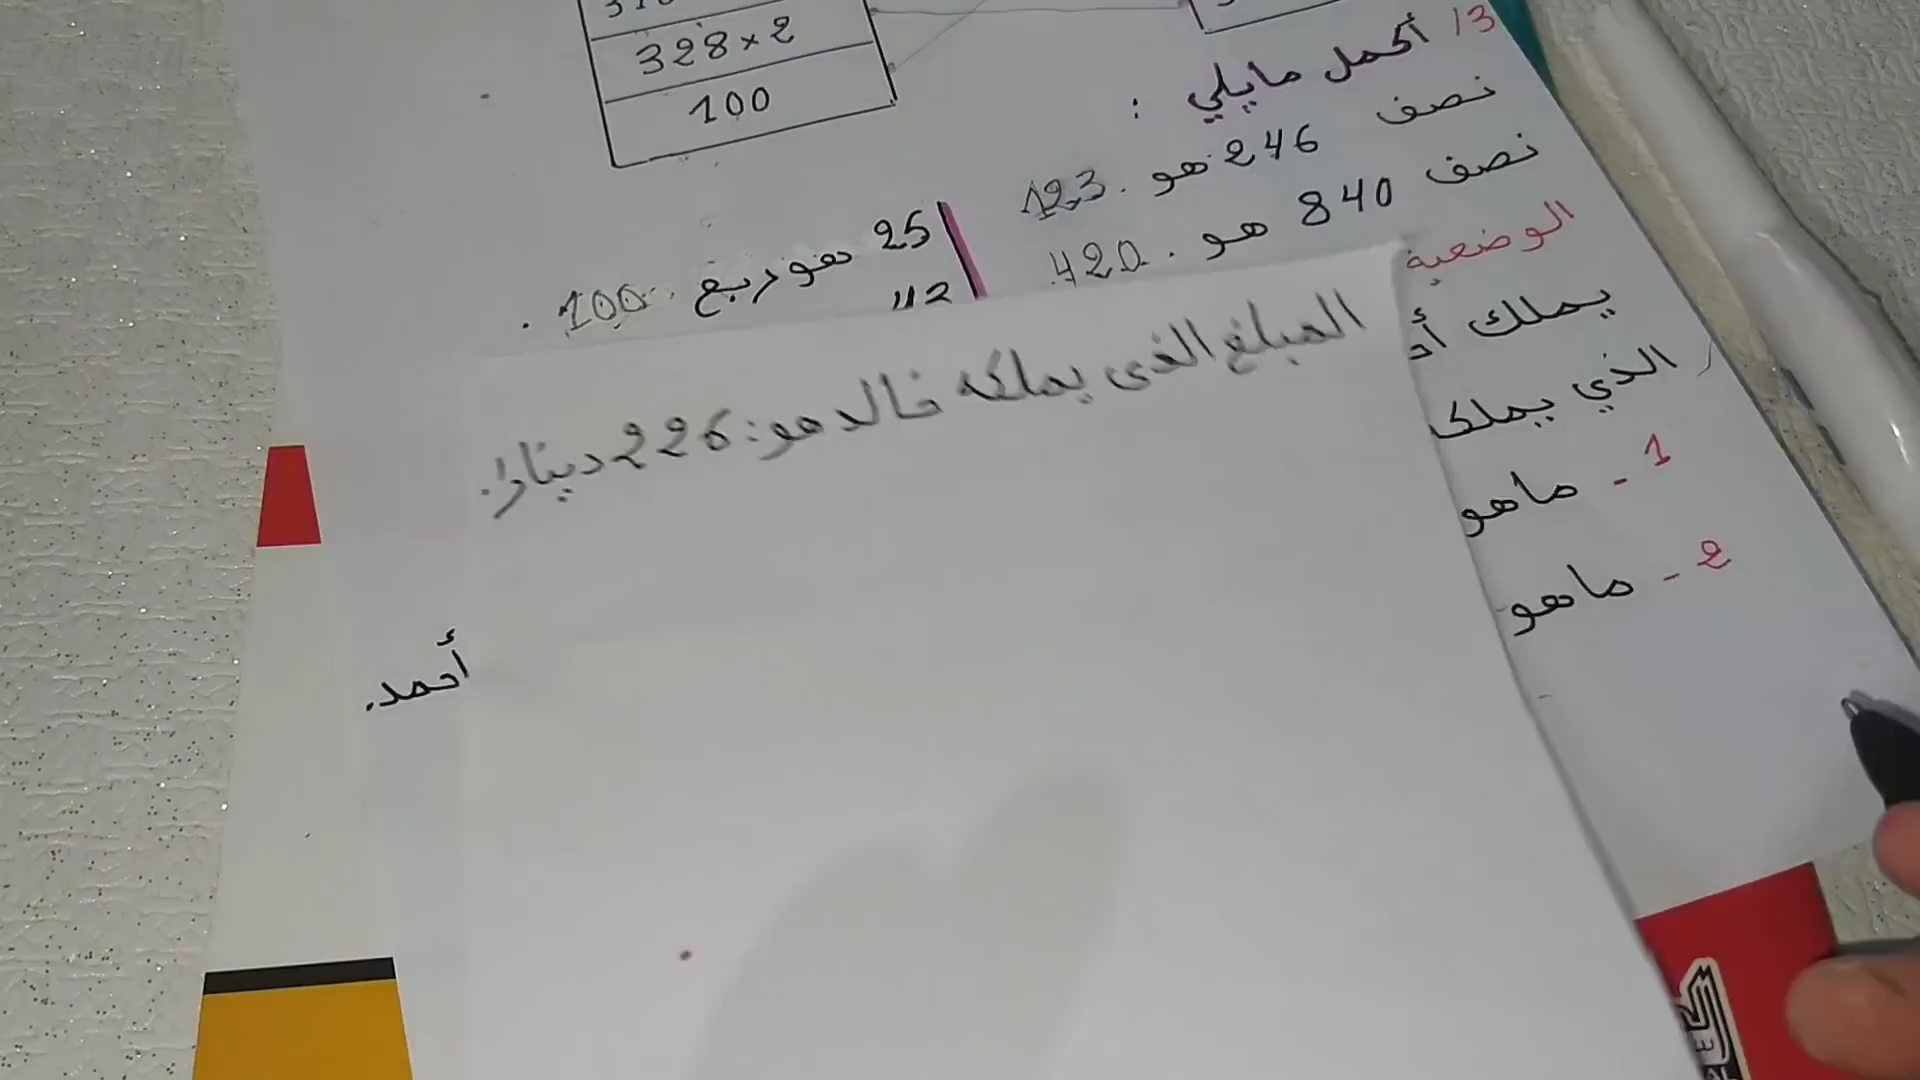 328×2
100
3/ أكمل مايلي :
نصف 246 هو 123.
نصف 840 هو 420.
25 هو ربع 100.
الوضعية
يملك
الذي يملك
1- ماهو
2- ماهو
أحمد.
المبلغ الذي يملكه خالد هو: 226 دينار.